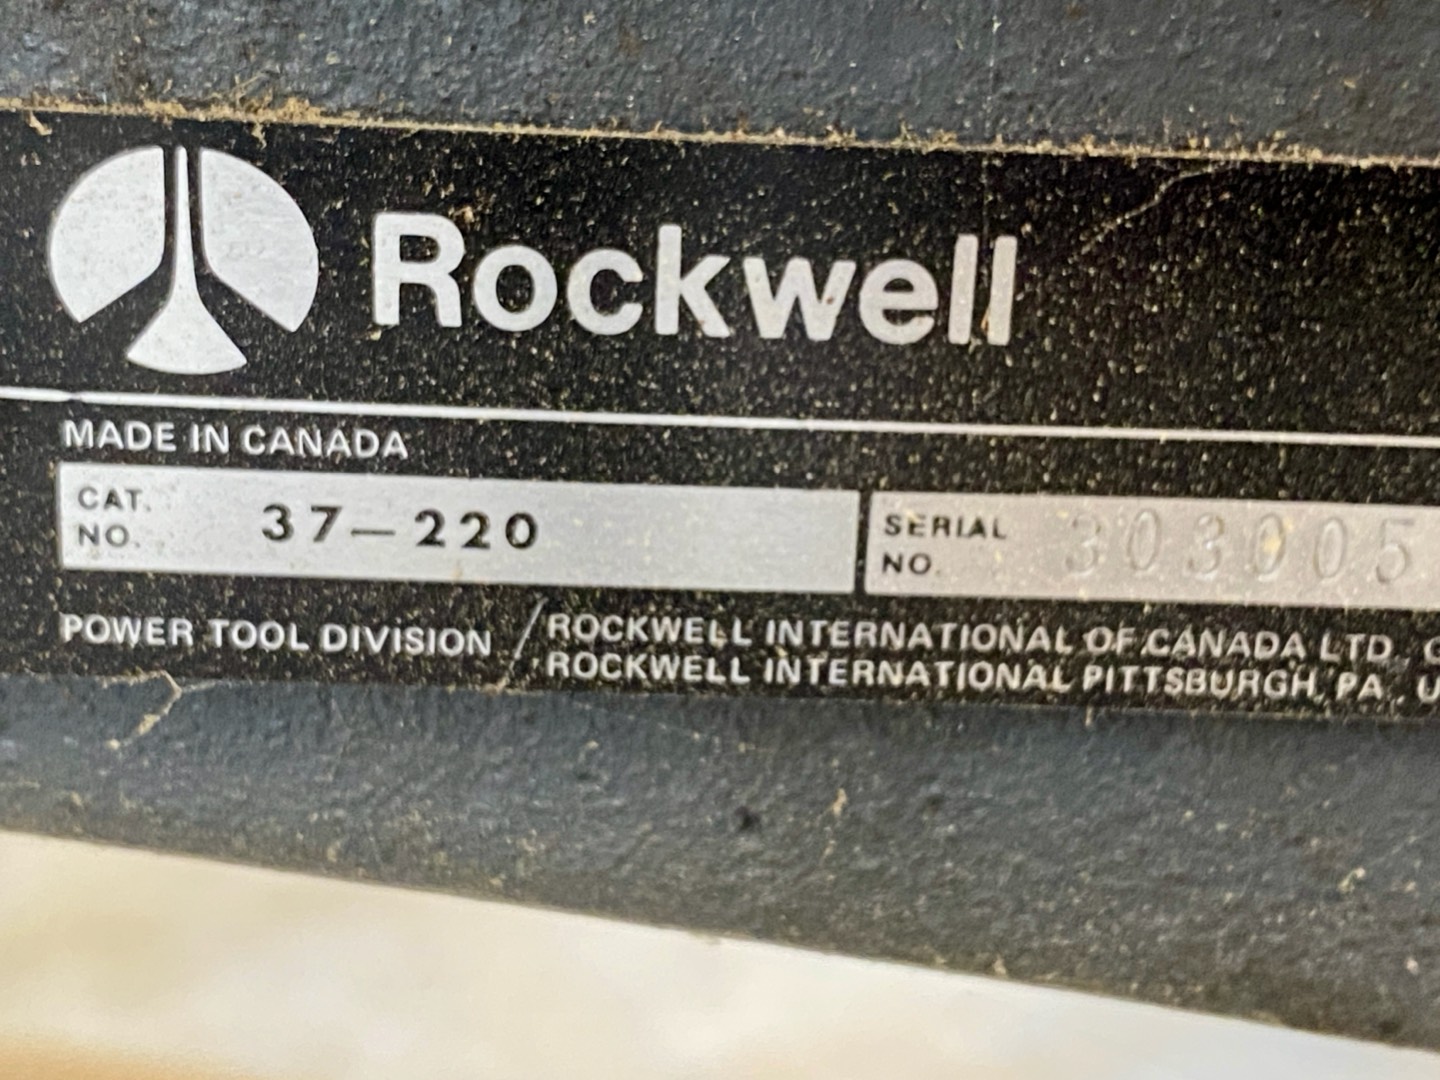 Rockwell
MADE IN CANADA
CAT. NO. 37-220
SERIAL NO. 303005
POWER TOOL DIVISION / ROCKWELL INTERNATIONAL OF CANADA LTD. G
ROCKWELL INTERNATIONAL PITTSBURGH, PA., U